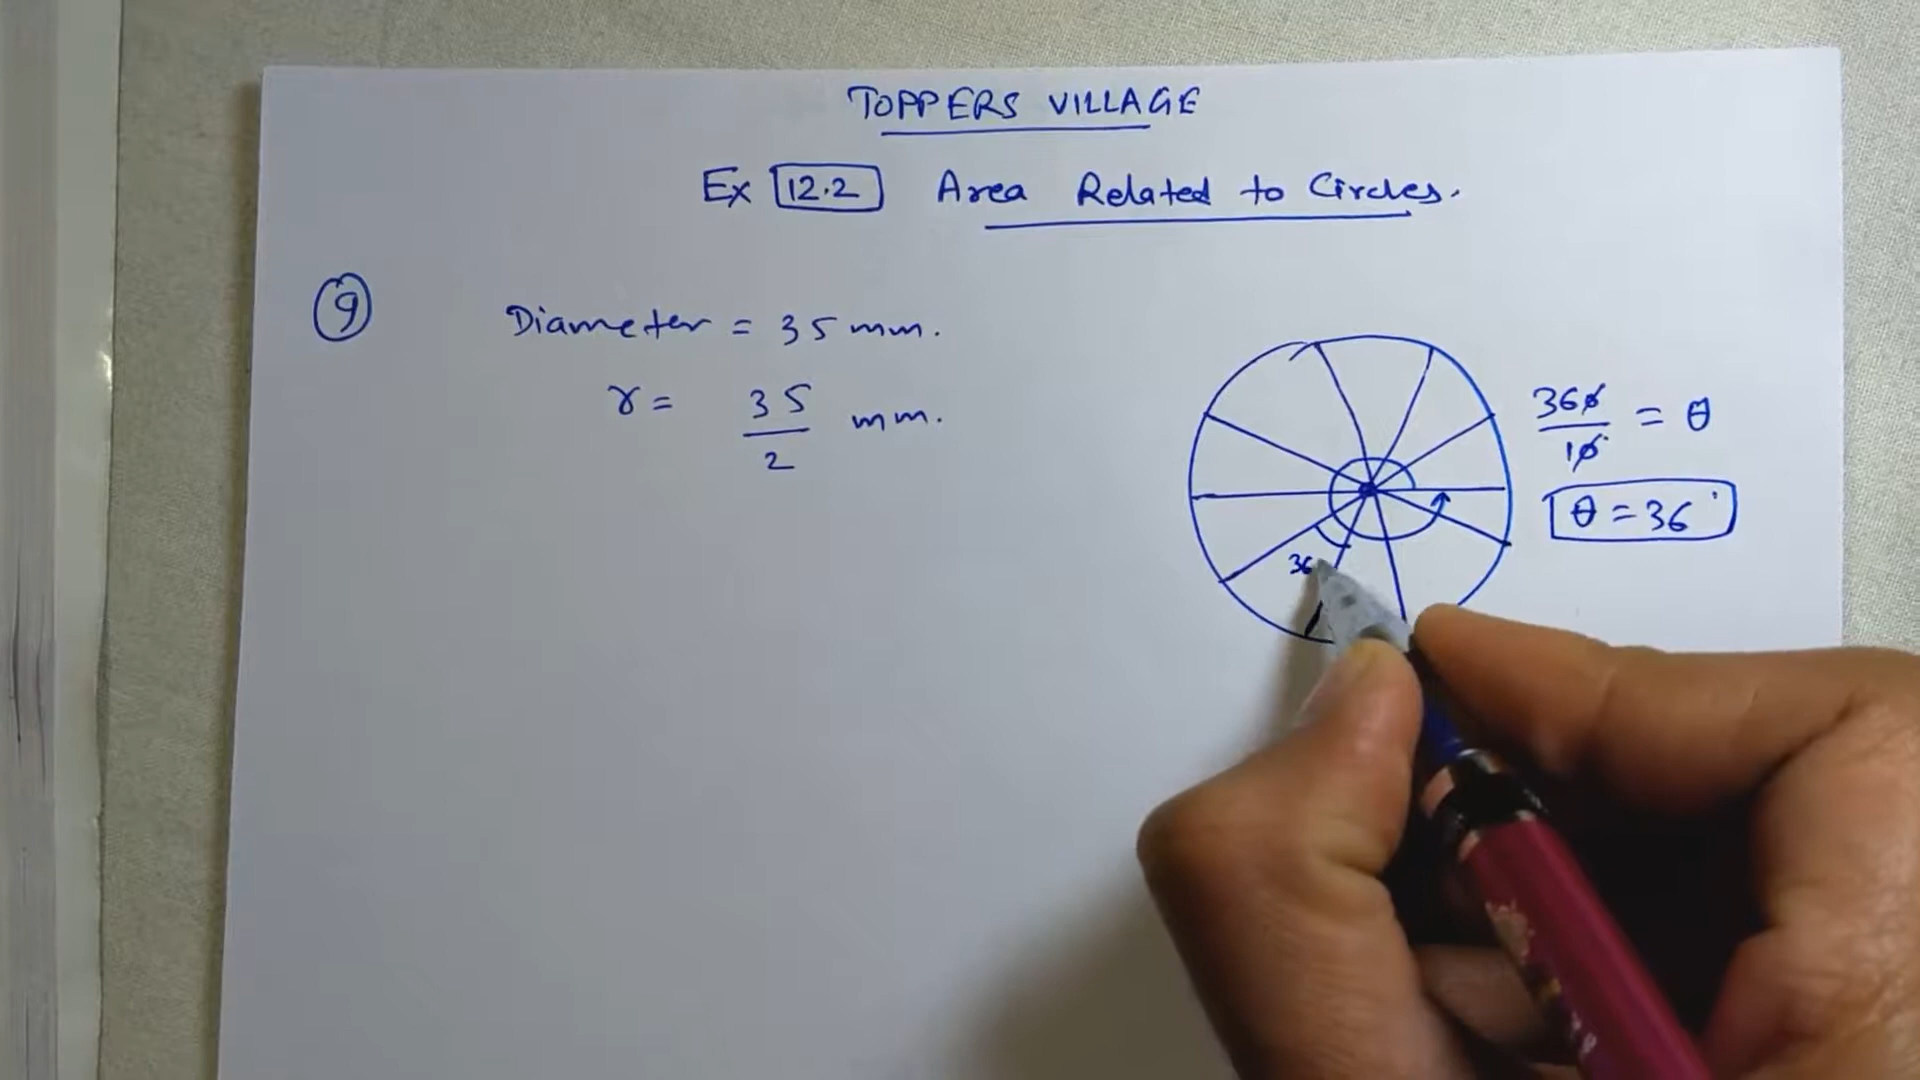 TOPPERS VILLAGE
Ex 12.2 Area Related to Circles.
9
Diameter = 35 mm.
r = 35/2 mm.
360/10 = θ
θ = 36°
36